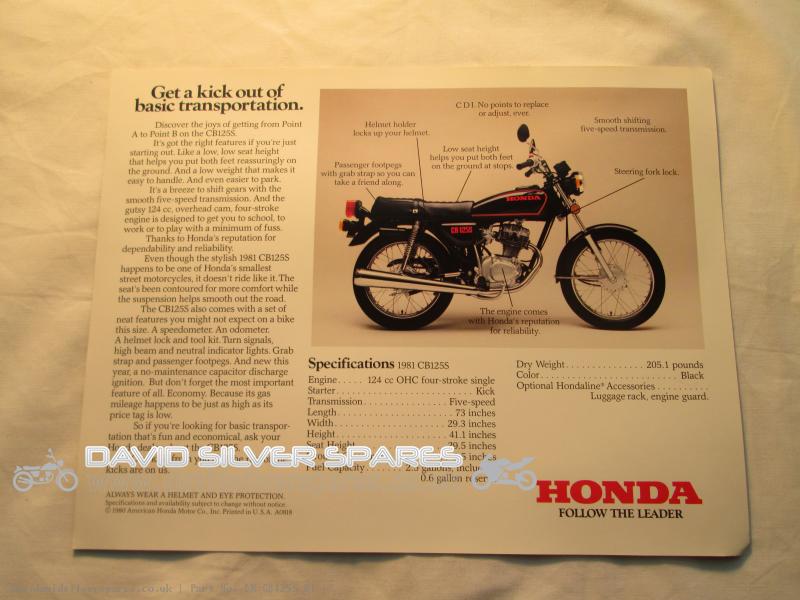 Get a kick out of
basic transportation.
Discover the joys of getting from Point
A to Point B on the CB125S.
It's got the right features if you're just
starting out. Like a low, low seat height
that helps you put both feet reassuringly on
the ground. And a low weight that makes it
easy to handle. And even easier to park.
It's a breeze to shift gears with the
smooth five-speed transmission. And the
gutsy 124 cc, overhead cam, four-stroke
engine is designed to get you to school, to
work or to play with a minimum of fuss.
Thanks to Honda's reputation for
dependability and reliability.
Even though the stylish 1981 CB125S
happens to be one of Honda's smallest
street motorcycles, it doesn't ride like it. The
seat's been contoured for more comfort while
the suspension helps smooth out the road.
The CB125S also comes with a set of
neat features you might not expect on a bike
this size. A speedometer. An odometer.
A helmet lock and tool kit. Turn signals,
high beam and neutral indicator lights. Grab
strap and passenger footpegs. And new this
year, a no-maintenance capacitor discharge
ignition. But don't forget the most important
feature of all. Economy. Because its gas
mileage happens to be just as high as its
price tag is low.
So if you're looking for basic transpor-
tation that's fun and economical, ask your
kicks are on us.
ALWAYS WEAR A HELMET AND EYE PROTECTION.
Specifications and availability subject to change without notice.
© 1980 American Honda Motor Co., Inc. Printed in U.S.A. A0818
C D I. No points to replace
or adjust, ever.
Helmet holder
locks up your helmet.
Smooth shifting
five-speed transmission.
Low seat height
helps you put both feet
on the ground at stops.
Passenger footpegs
with grab strap so you can
take a friend along.
Steering fork lock.
HONDA
CB125S
The engine comes
with Honda's reputation
for reliability.
Specifications 1981 CB125S
Engine..... 124 cc OHC four-stroke single
Starter........................ Kick
Transmission.............. Five-speed
Length.................... 73 inches
Width.................... 29.3 inches
Height................... 41.1 inches
Seat Height.............. 29.5 inches
Fuel Capacity
0.6 gallon reserve
Dry Weight............... 205.1 pounds
Color........................ Black
Optional Hondaline® Accessories........
Luggage rack, engine guard.
DAVID SILVER SPARES
HONDA
FOLLOW THE LEADER